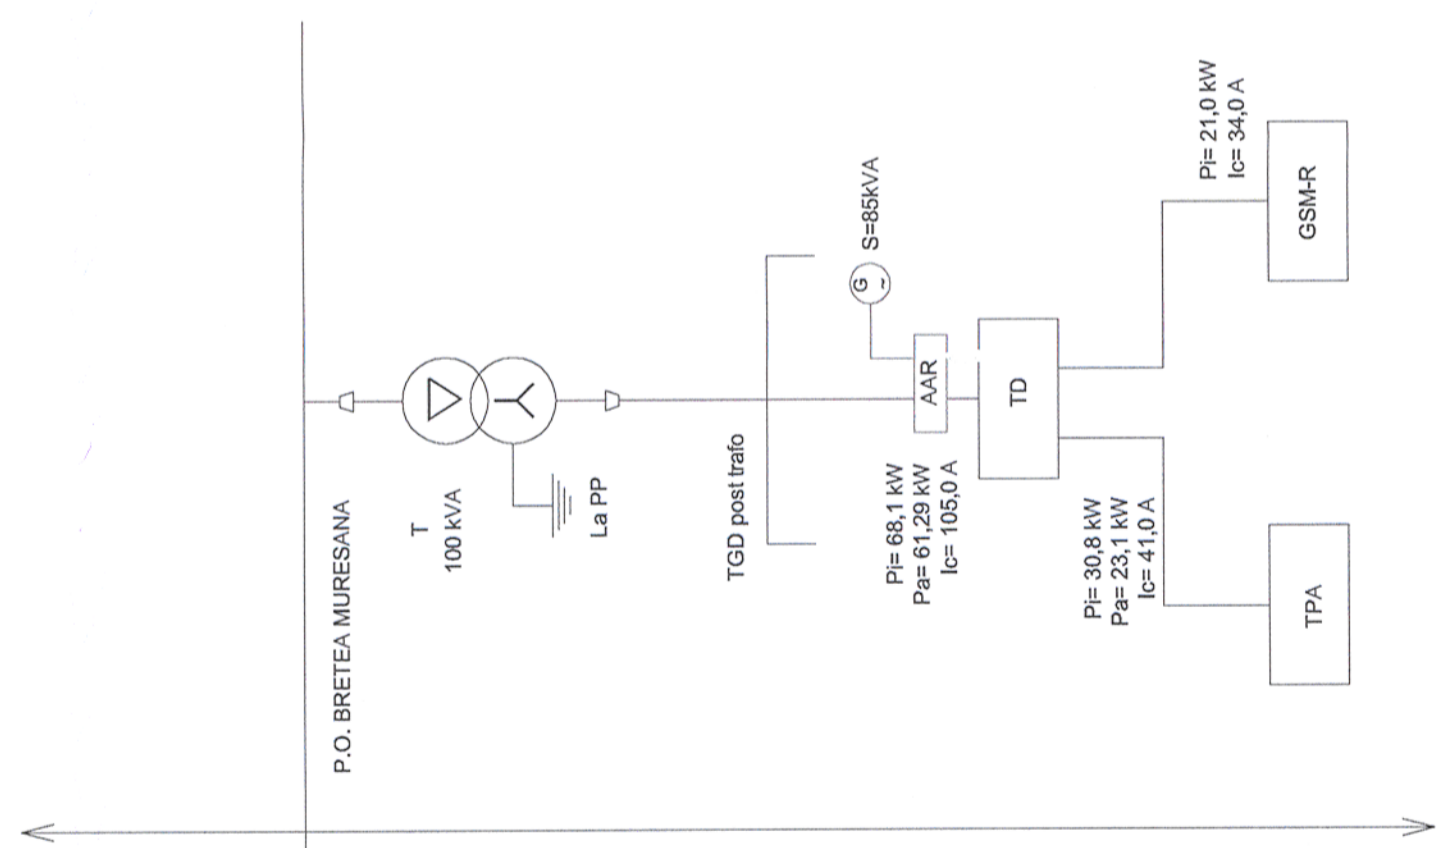 P.O. BRETEA MURESANA
T
100 kVA
La PP
TGD post trafo
G
~
S=85kVA
AAR
Pi= 68,1 kW
Pa= 61,29 kW
Ic= 105,0 A
TD
Pi= 30,8 kW
Pa= 23,1 kW
Ic= 41,0 A
TPA
Pi= 21,0 kW
Ic= 34,0 A
GSM-R